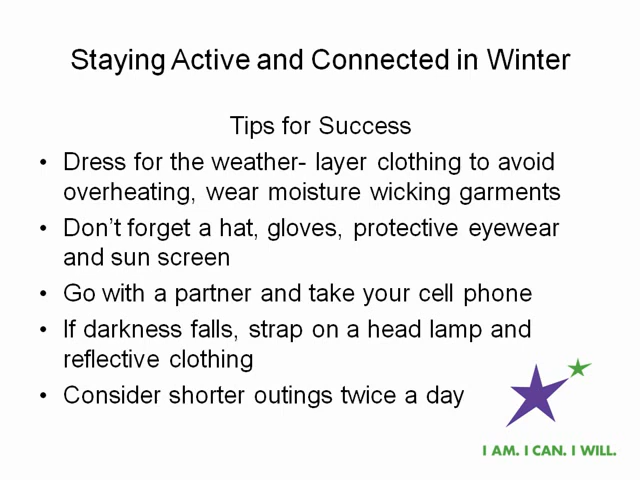 Staying Active and Connected in Winter
Tips for Success
• Dress for the weather- layer clothing to avoid
overheating, wear moisture wicking garments
• Don't forget a hat, gloves, protective eyewear
and sun screen
• Go with a partner and take your cell phone
• If darkness falls, strap on a head lamp and
reflective clothing
• Consider shorter outings twice a day
I AM. I CAN. I WILL.